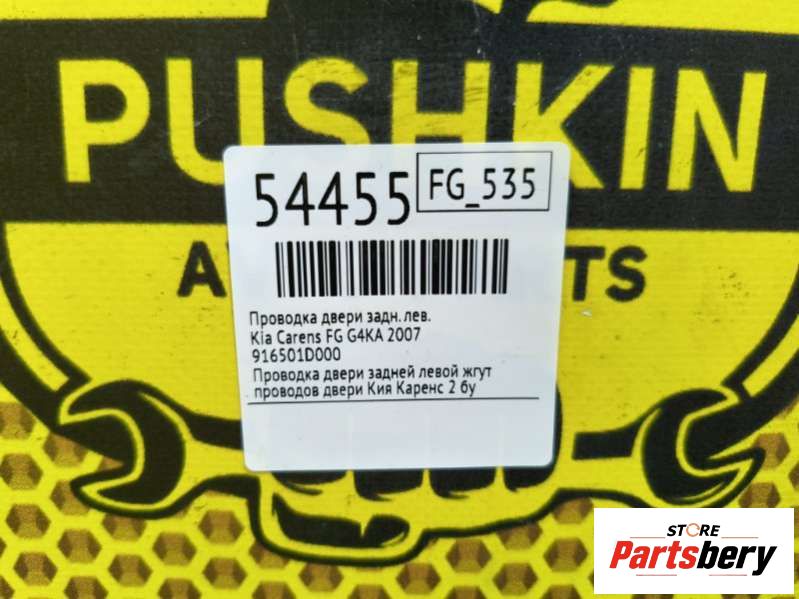 PUSHKIN
54455
FG_535
Проводка двери задн. лев.
Kia Carens FG G4KA 2007
916501D000
Проводка двери задней левой жгут
проводов двери Кия Каренс 2 бу
STORE
Partsbery